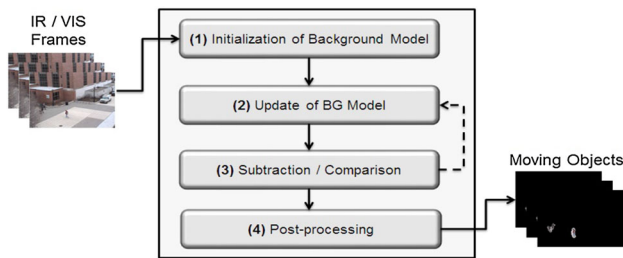 IR / VIS
Frames
(1) Initialization of Background Model
(2) Update of BG Model
(3) Subtraction / Comparison
Moving Objects
(4) Post-processing